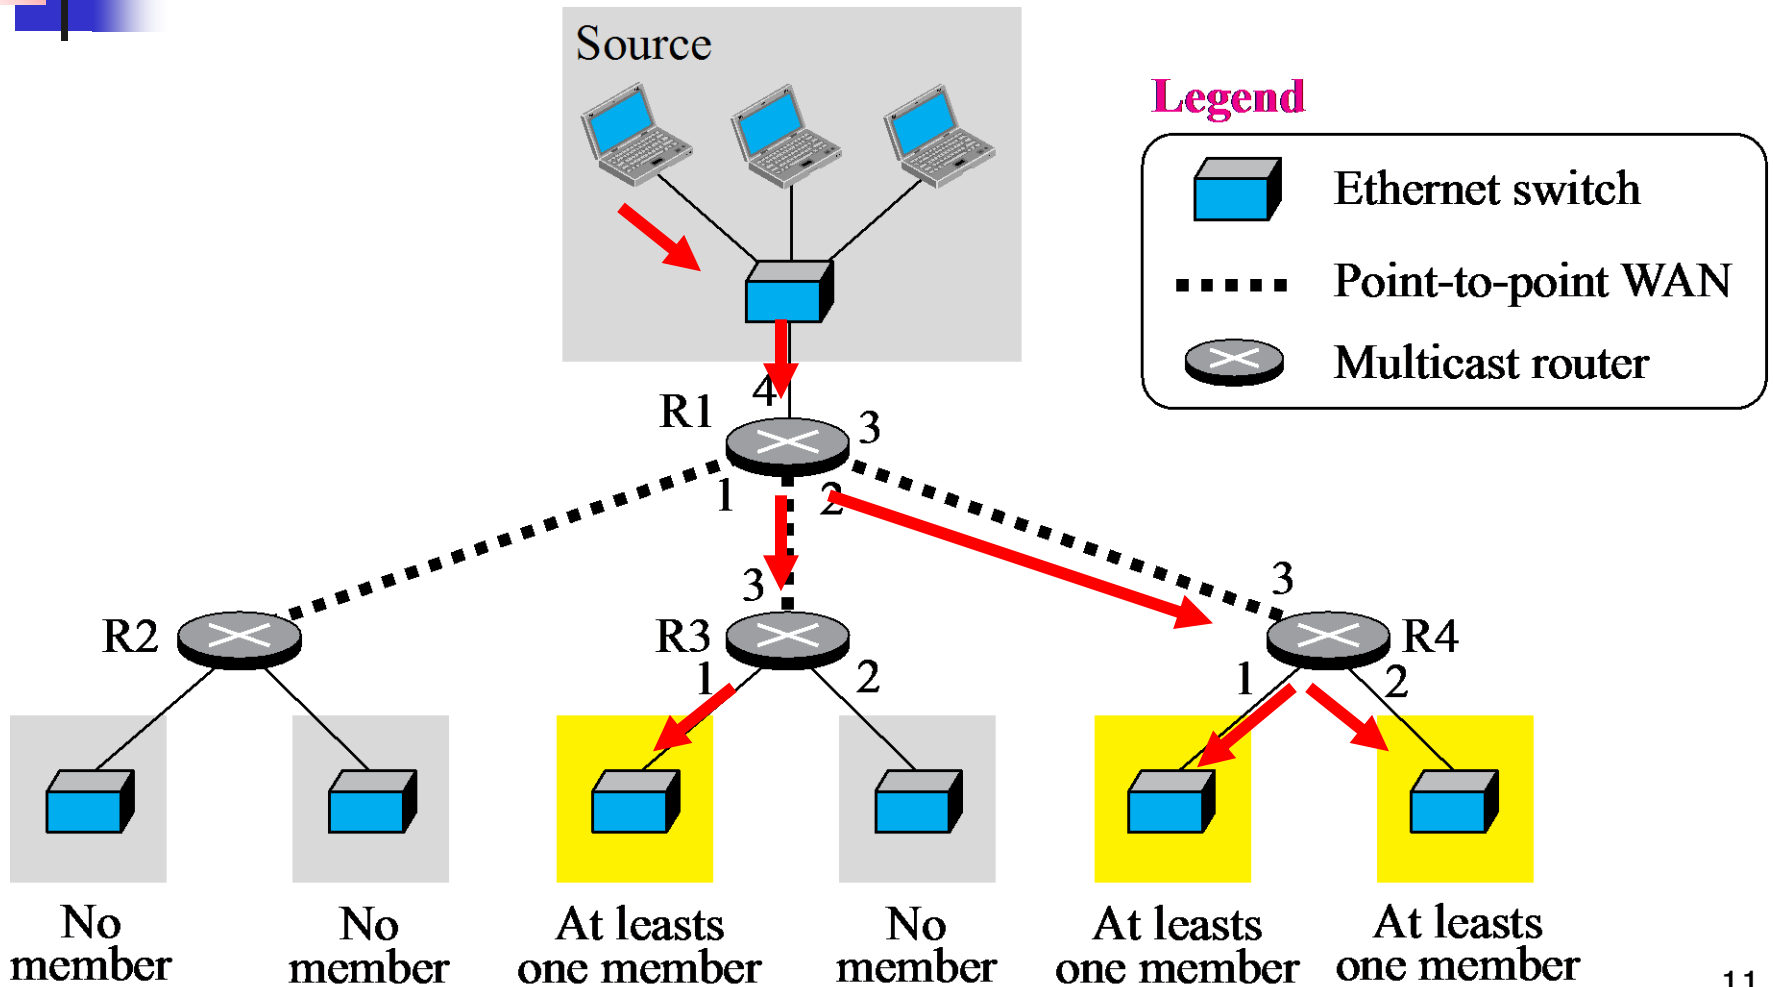 Source
Legend
Ethernet switch
Point-to-point WAN
Multicast router
4
R1
3
1
2
3
3
R2
R3
R4
1
2
1
2
No
member
No
member
At leasts
one member
No
member
At leasts
one member
At leasts
one member
11